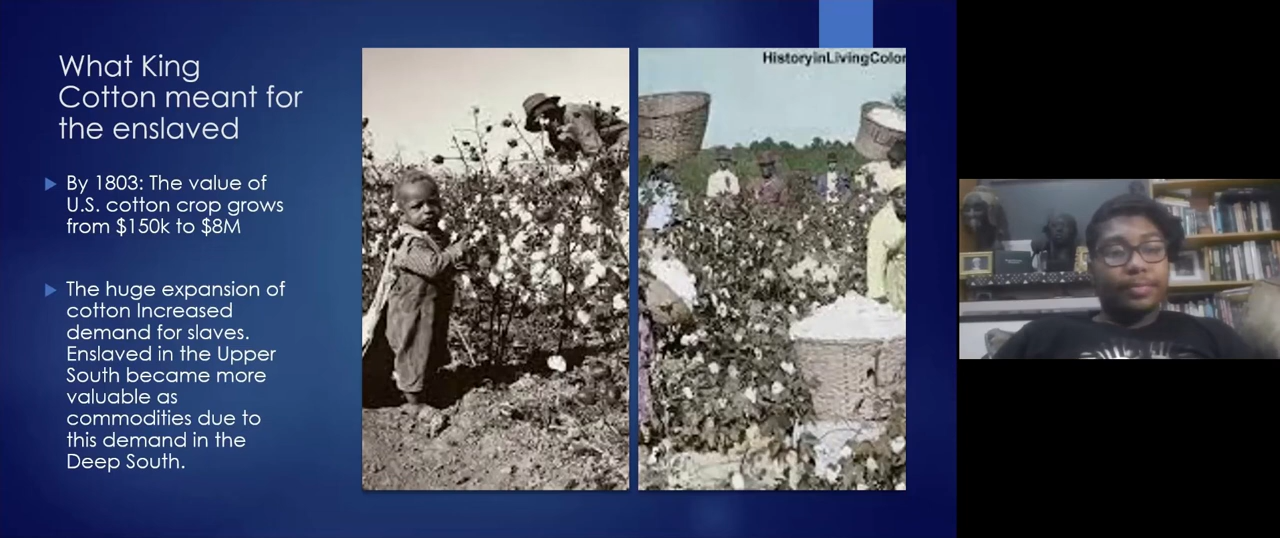 What King
Cotton meant for
the enslaved
By 1803: The value of
U.S. cotton crop grows
from $150k to $8M
The huge expansion of
cotton Increased
demand for slaves.
Enslaved in the Upper
South became more
valuable as
commodities due to
this demand in the
Deep South.
HistoryinLivingColor